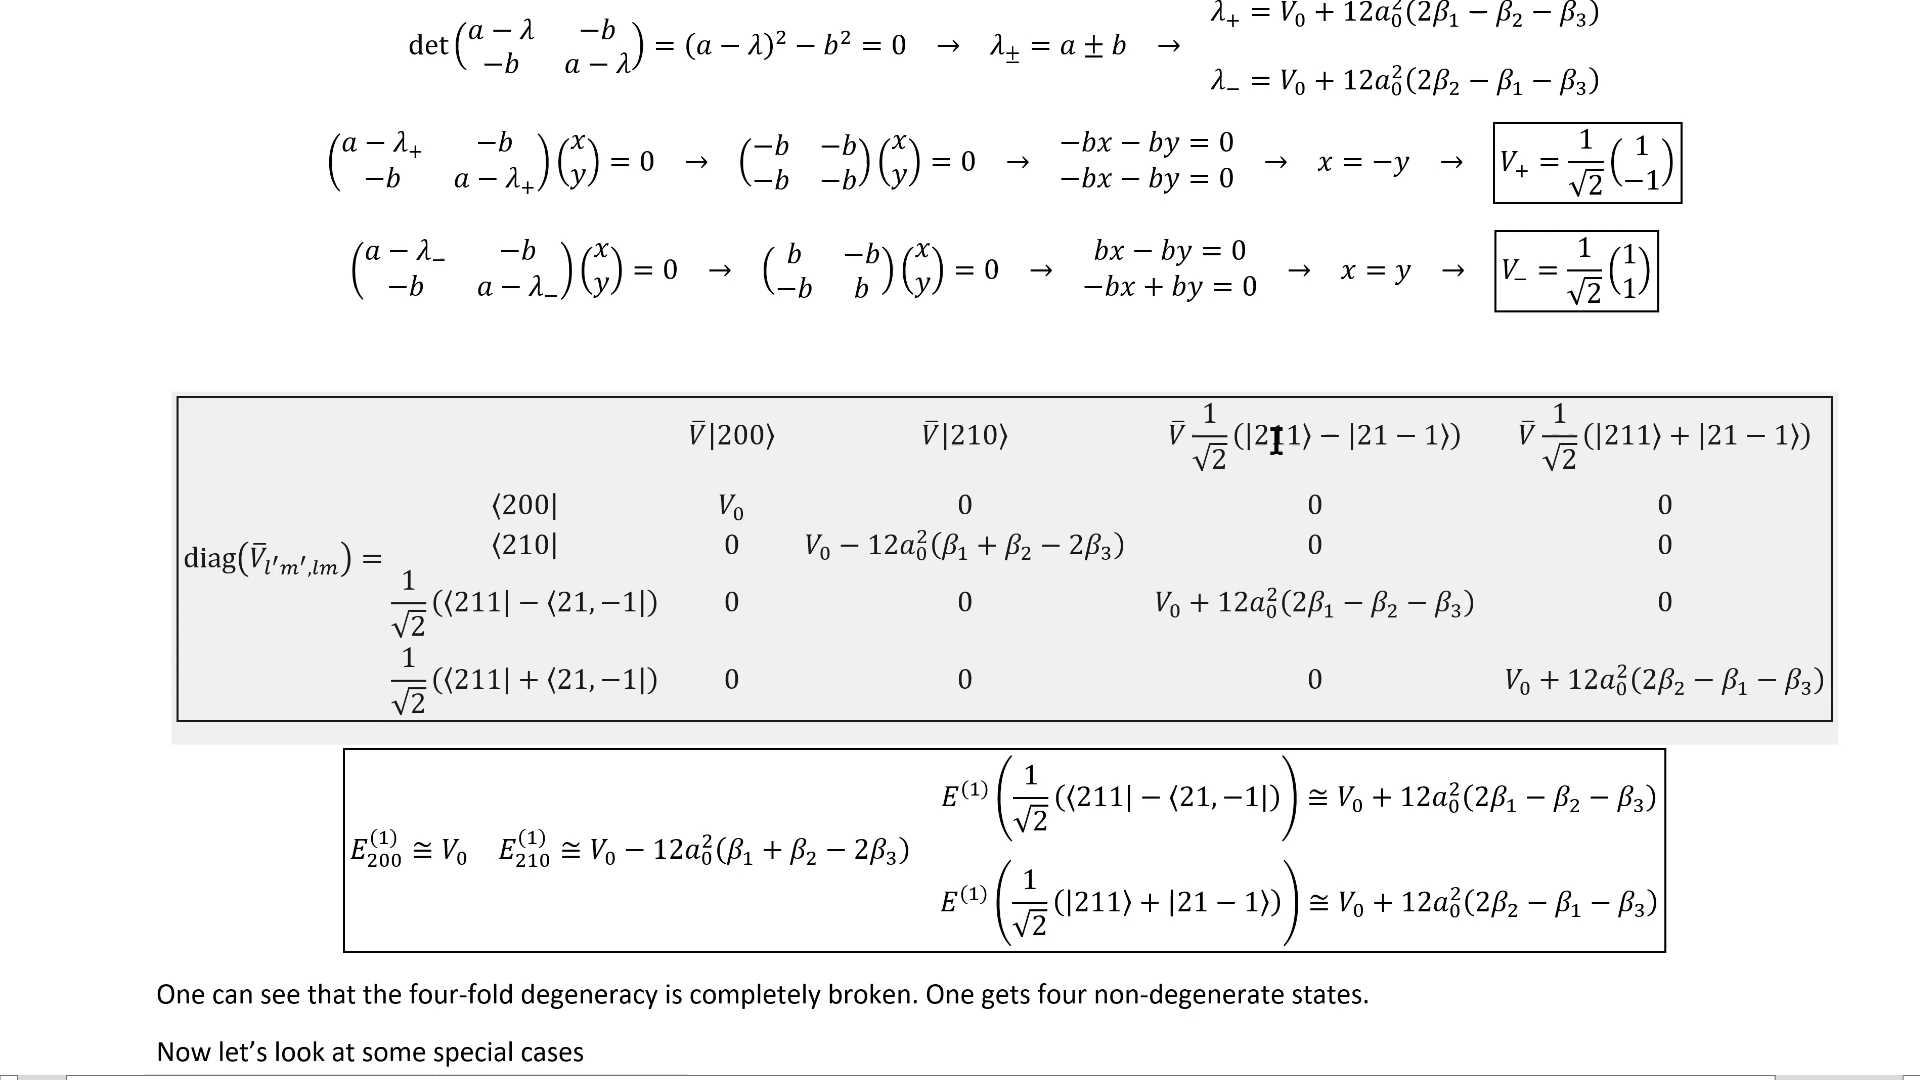 det(a − λ  −b; −b  a − λ) = (a − λ)² − b² = 0 → λ± = a ± b → λ₊ = V₀ + 12a₀²(2β₁ − β₂ − β₃)
λ₋ = V₀ + 12a₀²(2β₂ − β₁ − β₃)
(a − λ₊  −b; −b  a − λ₊)(x; y) = 0 → (−b  −b; −b  −b)(x; y) = 0 → −bx − by = 0; −bx − by = 0 → x = −y → V₊ = 1/√2 (1; −1)
(a − λ₋  −b; −b  a − λ₋)(x; y) = 0 → (b  −b; −b  b)(x; y) = 0 → bx − by = 0; −bx + by = 0 → x = y → V₋ = 1/√2 (1; 1)
V̄|200⟩  V̄|210⟩  V̄ 1/√2 (|211⟩ − |21 − 1⟩)  V̄ 1/√2 (|211⟩ + |21 − 1⟩)
⟨200|  V₀  0  0  0
⟨210|  0  V₀ − 12a₀²(β₁ + β₂ − 2β₃)  0  0
diag(V̄l′m′,lm) =
1/√2 (⟨211| − ⟨21, −1|)  0  0  V₀ + 12a₀²(2β₁ − β₂ − β₃)  0
1/√2 (⟨211| + ⟨21, −1|)  0  0  0  V₀ + 12a₀²(2β₂ − β₁ − β₃)
E₂₀₀⁽¹⁾ ≅ V₀  E₂₁₀⁽¹⁾ ≅ V₀ − 12a₀²(β₁ + β₂ − 2β₃)
E⁽¹⁾(1/√2 (⟨211| − ⟨21, −1|)) ≅ V₀ + 12a₀²(2β₁ − β₂ − β₃)
E⁽¹⁾(1/√2 (|211⟩ + |21 − 1⟩)) ≅ V₀ + 12a₀²(2β₂ − β₁ − β₃)
One can see that the four-fold degeneracy is completely broken. One gets four non-degenerate states.
Now let’s look at some special cases